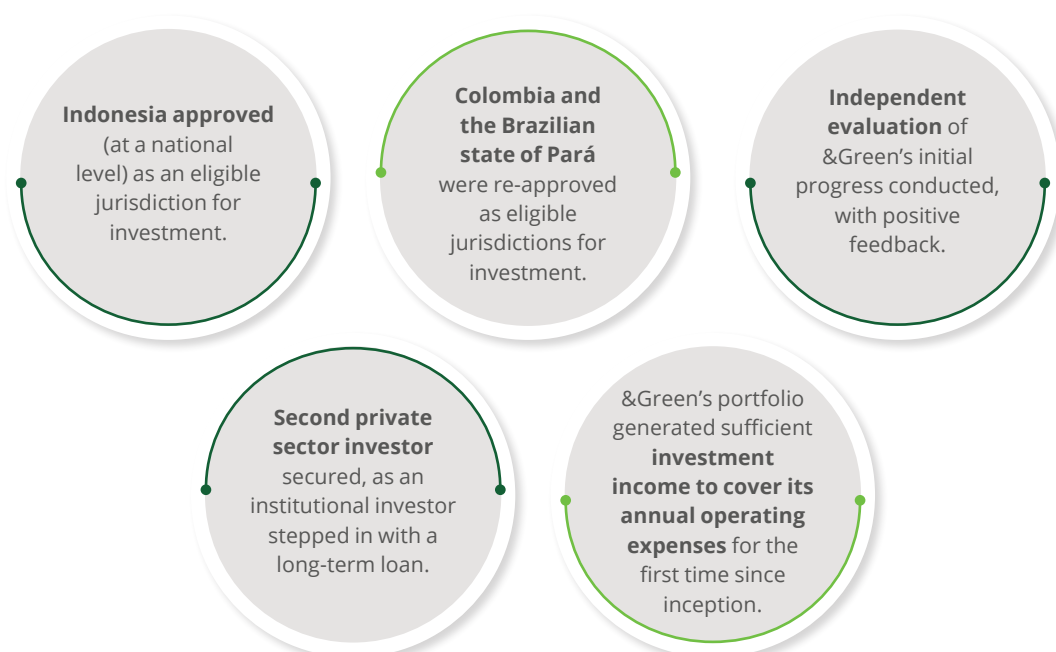 Indonesia approved
(at a national
level) as an eligible
jurisdiction for
investment.
Colombia and
the Brazilian
state of Pará
were re-approved
as eligible
jurisdictions for
investment.
Independent
evaluation of
&Green’s initial
progress conducted,
with positive
feedback.
Second private
sector investor
secured, as an
institutional investor
stepped in with a
long-term loan.
&Green’s portfolio
generated sufficient
investment
income to cover its
annual operating
expenses for the
first time since
inception.